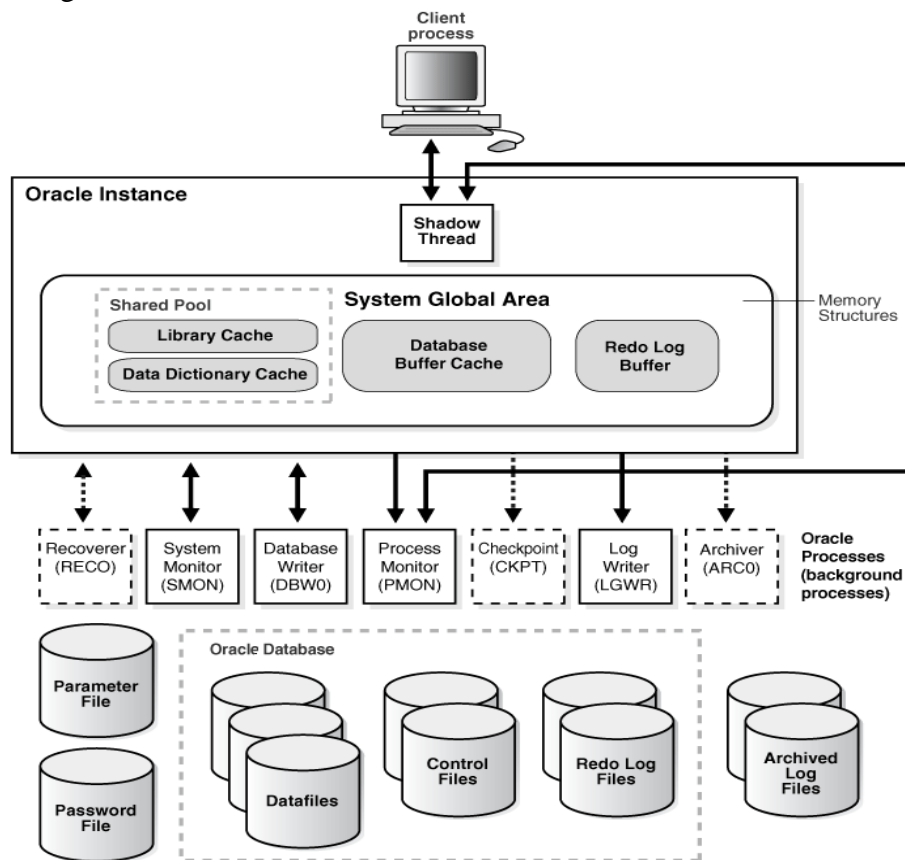 Client
process
Oracle Instance
Shadow
Thread
Shared Pool
System Global Area
Memory
Structures
Library Cache
Data Dictionary Cache
Database
Buffer Cache
Redo Log
Buffer
Recoverer
(RECO)
System
Monitor
(SMON)
Database
Writer
(DBW0)
Process
Monitor
(PMON)
Checkpoint
(CKPT)
Log
Writer
(LGWR)
Archiver
(ARC0)
Oracle
Processes
(background
processes)
Oracle Database
Parameter
File
Password
File
Datafiles
Control
Files
Redo Log
Files
Archived
Log
Files